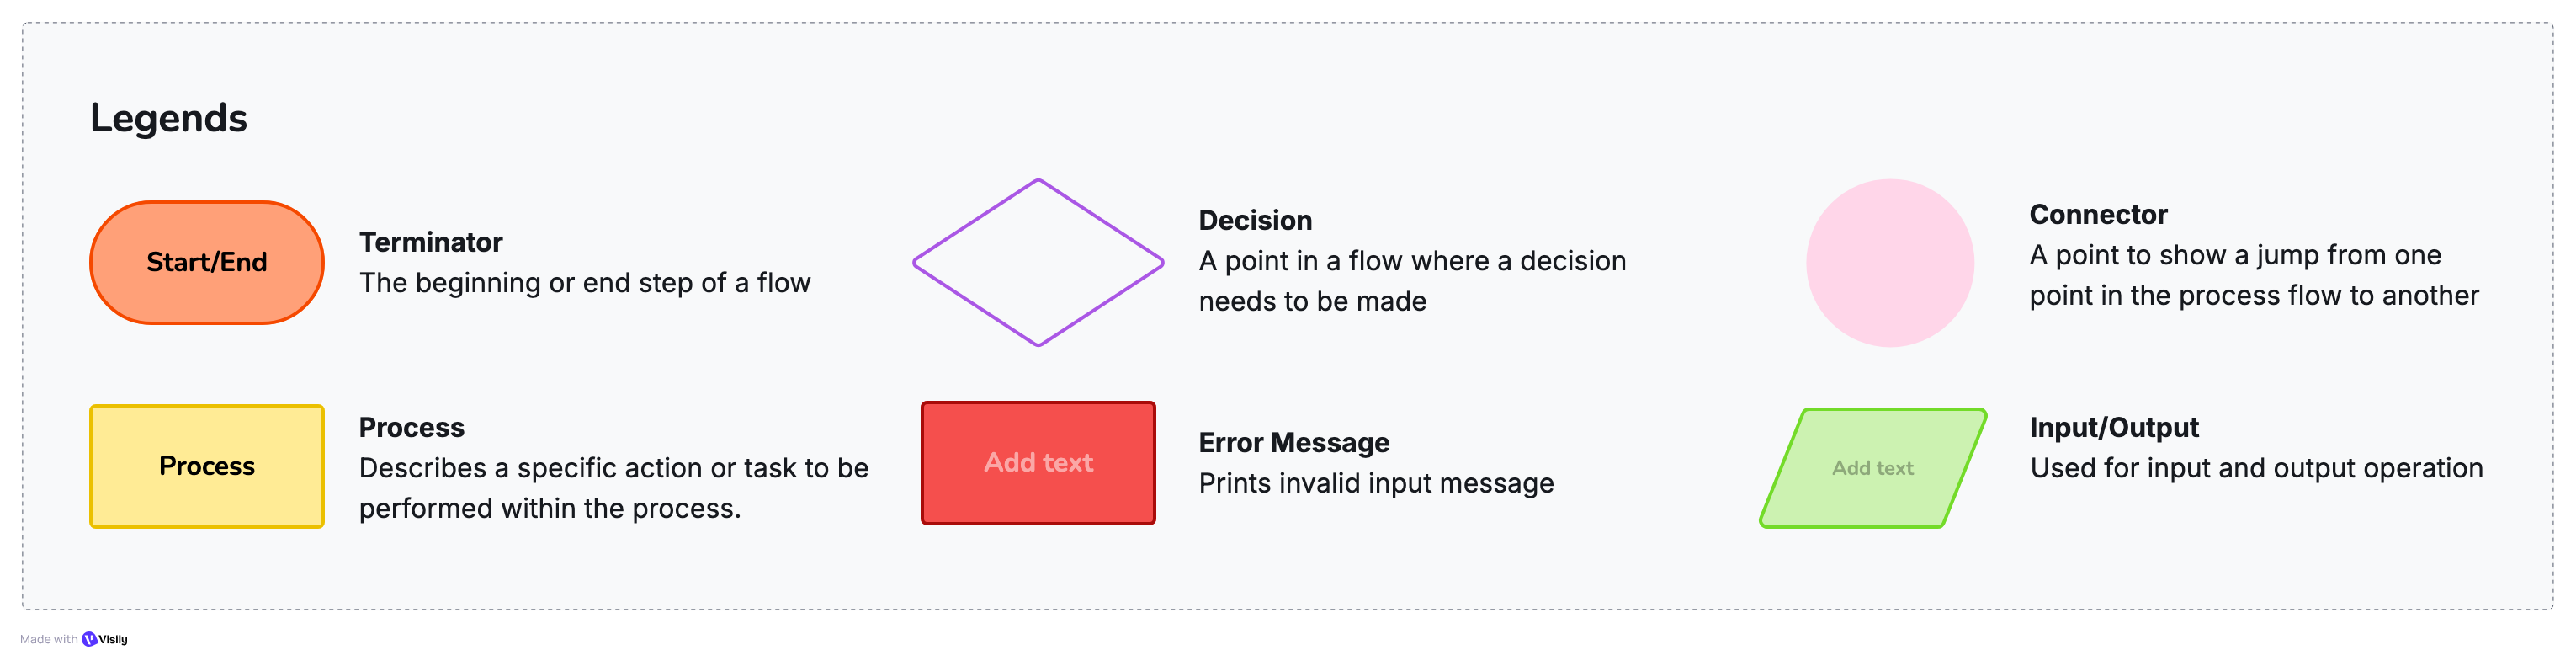 Legends
Start/End
Terminator
The beginning or end step of a flow
Decision
A point in a flow where a decision
needs to be made
Connector
A point to show a jump from one
point in the process flow to another
Process
Process
Describes a specific action or task to be
performed within the process.
Add text
Error Message
Prints invalid input message
Add text
Input/Output
Used for input and output operation
Made with Visily